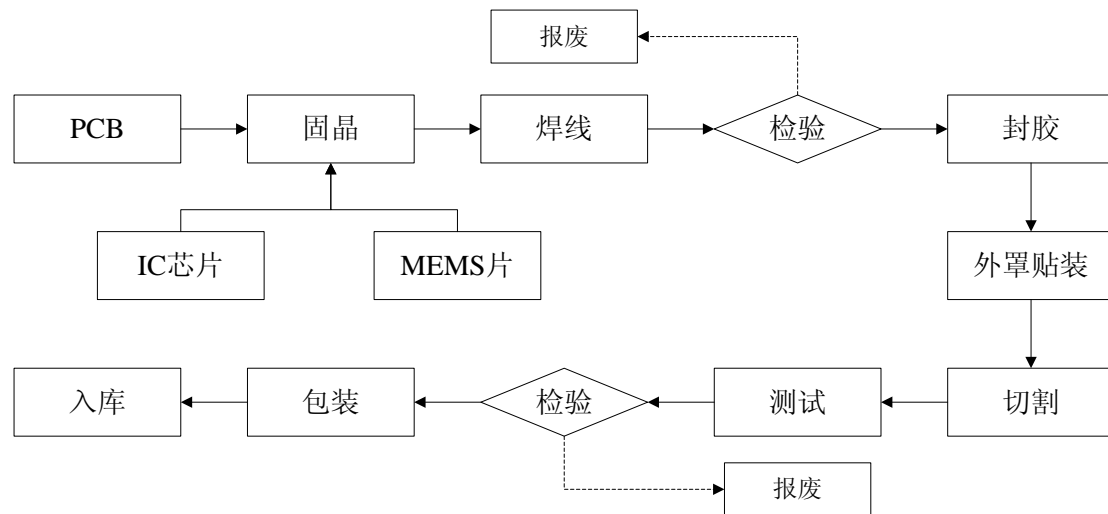 报废
PCB
固晶
焊线
检验
封胶
IC芯片
MEMS片
外罩贴装
入库
包装
检验
测试
切割
报废